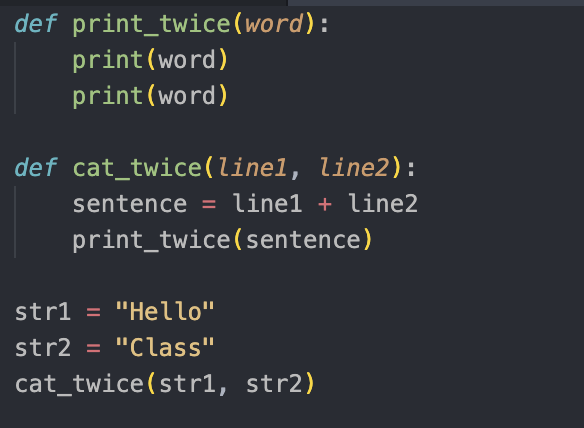 def print_twice(word):
    print(word)
    print(word)

def cat_twice(line1, line2):
    sentence = line1 + line2
    print_twice(sentence)

str1 = "Hello"
str2 = "Class"
cat_twice(str1, str2)